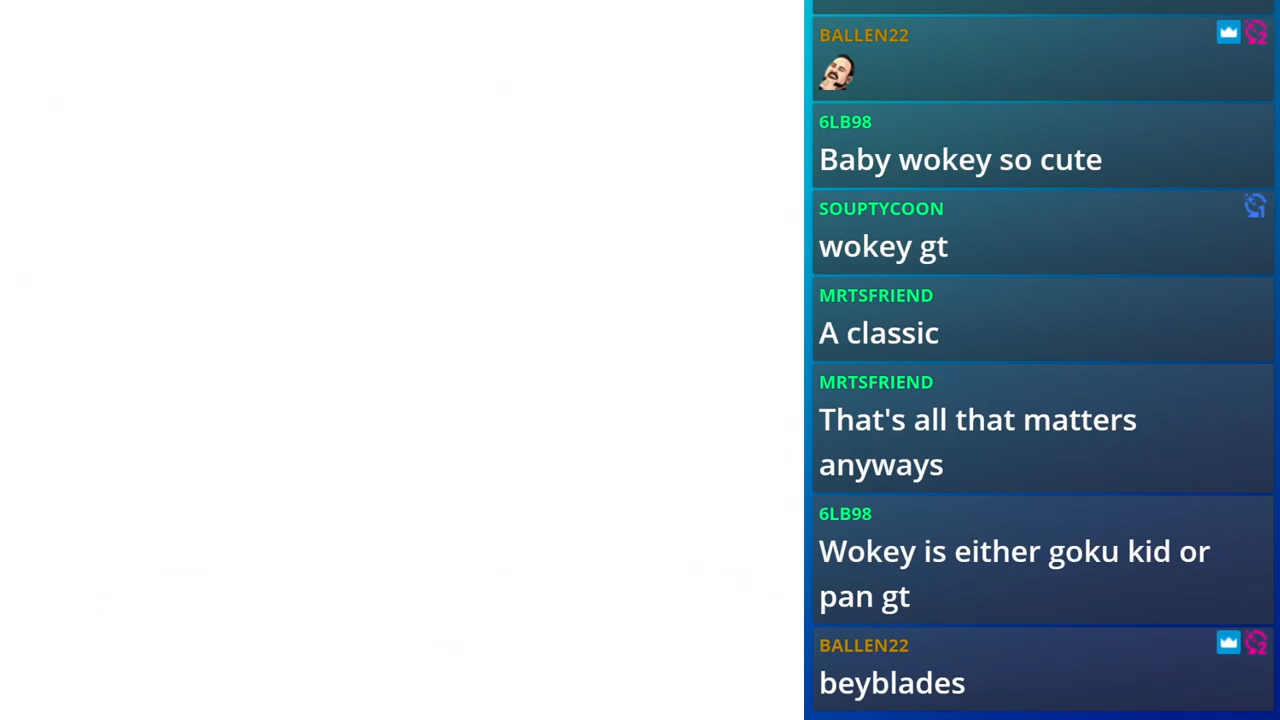 BALLEN22
6LB98
Baby wokey so cute
SOUPTYCOON
wokey gt
MRTSFRIEND
A classic
MRTSFRIEND
That's all that matters
anyways
6LB98
Wokey is either goku kid or
pan gt
BALLEN22
beyblades